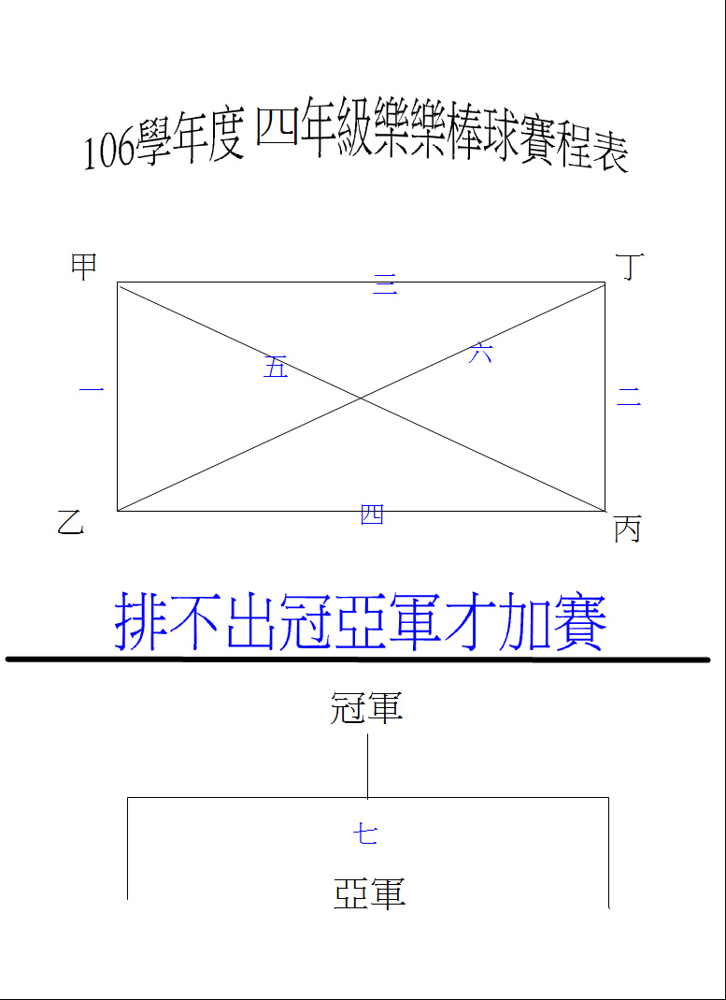 106學年度 四年級樂樂棒球賽程表
甲
丁
三
五
六
一
二
四
乙
丙
排不出冠亞軍才加賽
冠軍
七
亞軍